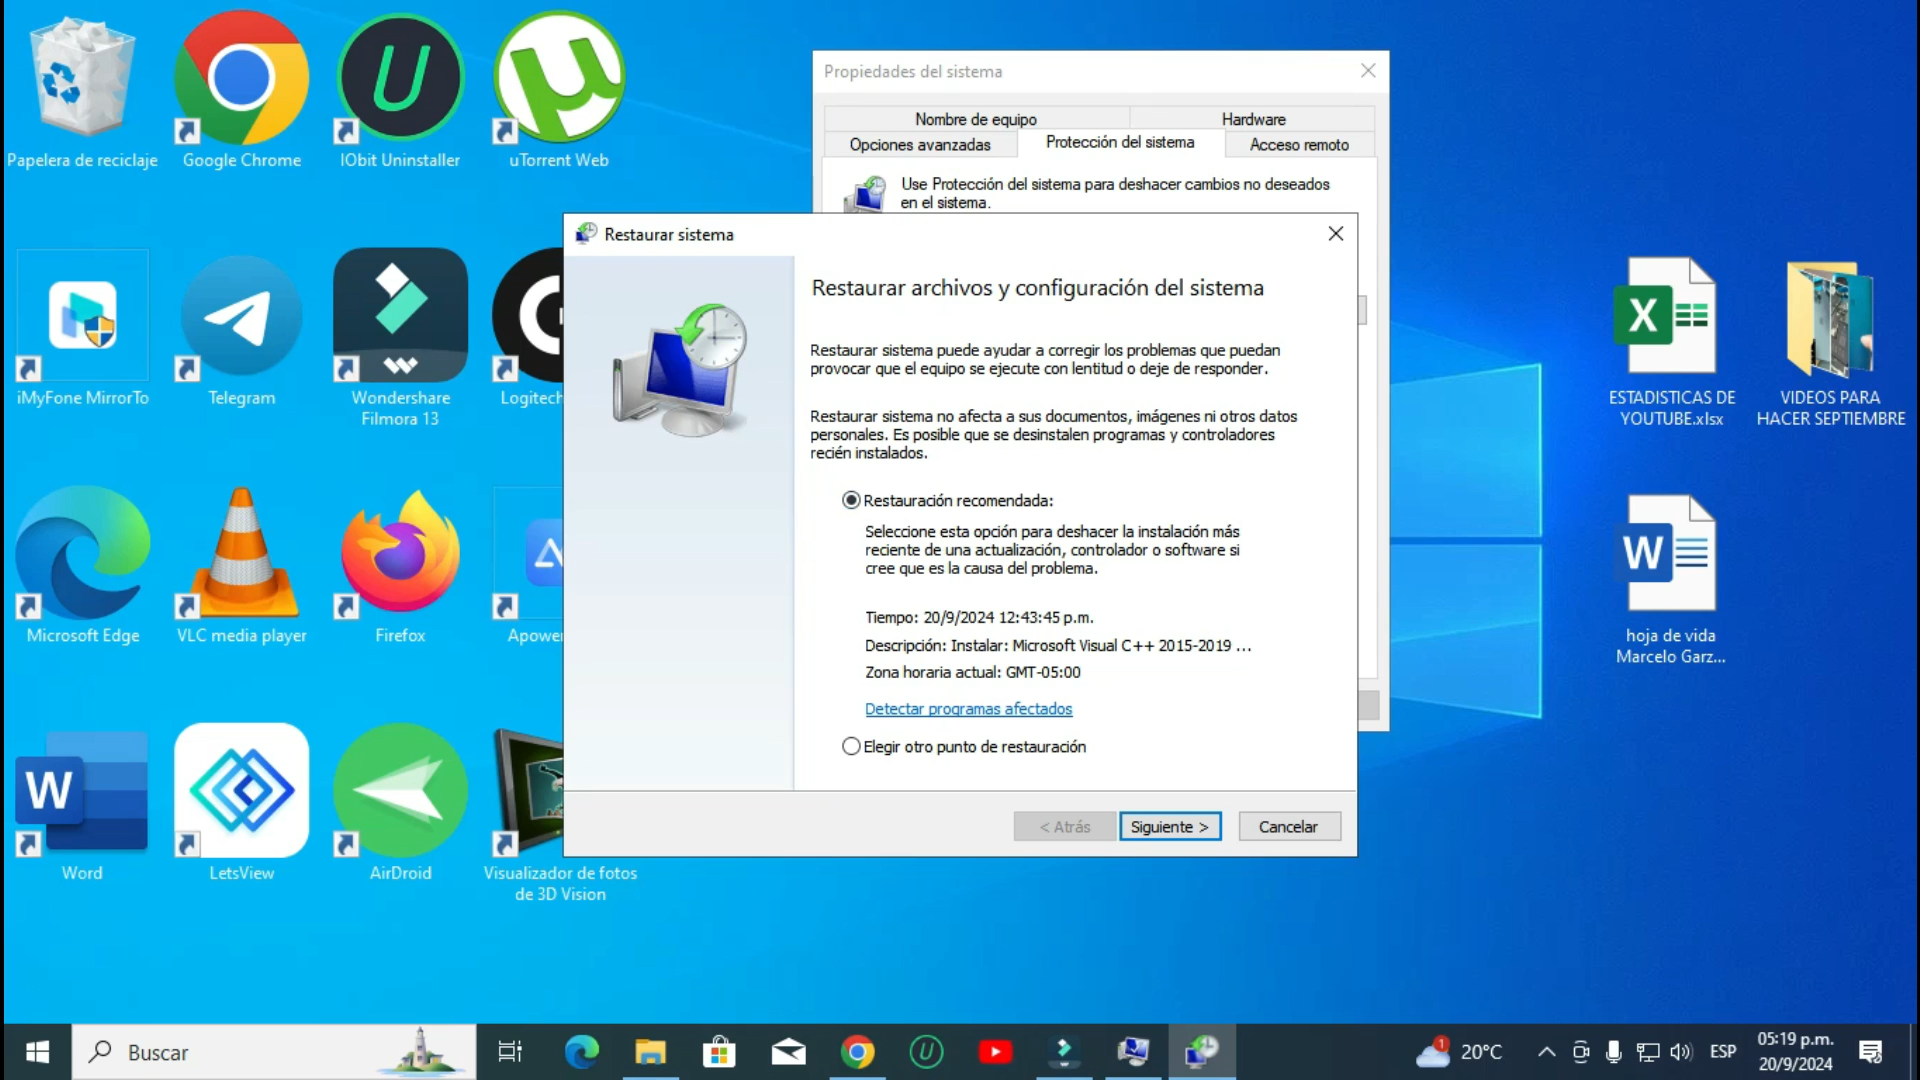 Papelera de reciclaje
Google Chrome
IObit Uninstaller
uTorrent Web
iMyFone MirrorTo
Telegram
Wondershare
Filmora 13
Logitech
Microsoft Edge
VLC media player
Firefox
Apower
Word
LetsView
AirDroid
Visualizador de fotos
de 3D Vision
Propiedades del sistema
Nombre de equipo
Hardware
Opciones avanzadas
Protección del sistema
Acceso remoto
Use Protección del sistema para deshacer cambios no deseados
en el sistema.
Restaurar sistema
Restaurar archivos y configuración del sistema
Restaurar sistema puede ayudar a corregir los problemas que puedan
provocar que el equipo se ejecute con lentitud o deje de responder.
Restaurar sistema no afecta a sus documentos, imágenes ni otros datos
personales. Es posible que se desinstalen programas y controladores
recién instalados.
Restauración recomendada:
Seleccione esta opción para deshacer la instalación más
reciente de una actualización, controlador o software si
cree que es la causa del problema.
Tiempo: 20/9/2024 12:43:45 p.m.
Descripción: Instalar: Microsoft Visual C++ 2015-2019 ...
Zona horaria actual: GMT-05:00
Detectar programas afectados
Elegir otro punto de restauración
< Atrás
Siguiente >
Cancelar
ESTADISTICAS DE
YOUTUBE.xlsx
VIDEOS PARA
HACER SEPTIEMBRE
hoja de vida
Marcelo Garz...
Buscar
1
20°C
ESP
05:19 p.m.
20/9/2024